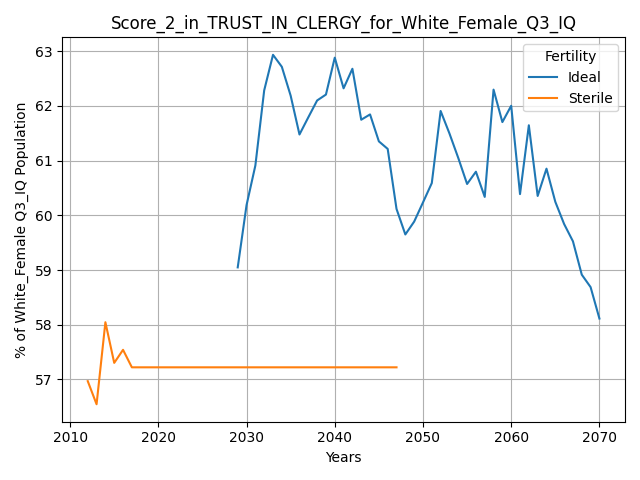 Score_2_in_TRUST_IN_CLERGY_for_White_Female_Q3_IQ
% of White_Female Q3_IQ Population
63
62
61
60
59
58
57
Fertility
Ideal
Sterile
2010 2020 2030 2040 2050 2060 2070
Years